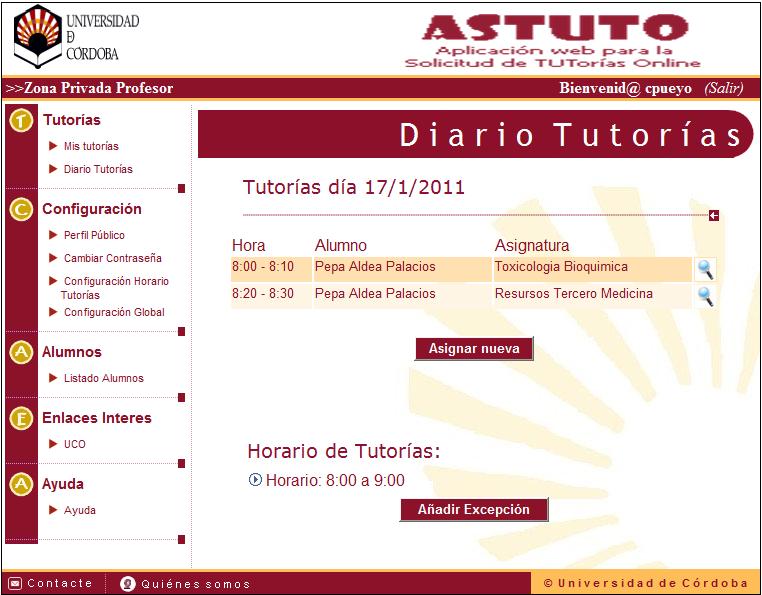 UNIVERSIDAD
D
CÓRDOBA
ASTUTO
Aplicación web para la
Solicitud de TUTorías Online
>>Zona Privada Profesor
Bienvenid@ cpueyo (Salir)
T Tutorías
Mis tutorías
Diario Tutorías
C Configuración
Perfil Público
Cambiar Contraseña
Configuración Horario
Tutorías
Configuración Global
A Alumnos
Listado Alumnos
E Enlaces Interes
UCO
A Ayuda
Ayuda
Diario Tutorías
Tutorías día 17/1/2011
Hora Alumno Asignatura
8:00 - 8:10 Pepa Aldea Palacios Toxicologia Bioquimica
8:20 - 8:30 Pepa Aldea Palacios Resursos Tercero Medicina
Asignar nueva
Horario de Tutorías:
Horario: 8:00 a 9:00
Añadir Excepción
Contacte
Quiénes somos
© Universidad de Córdoba